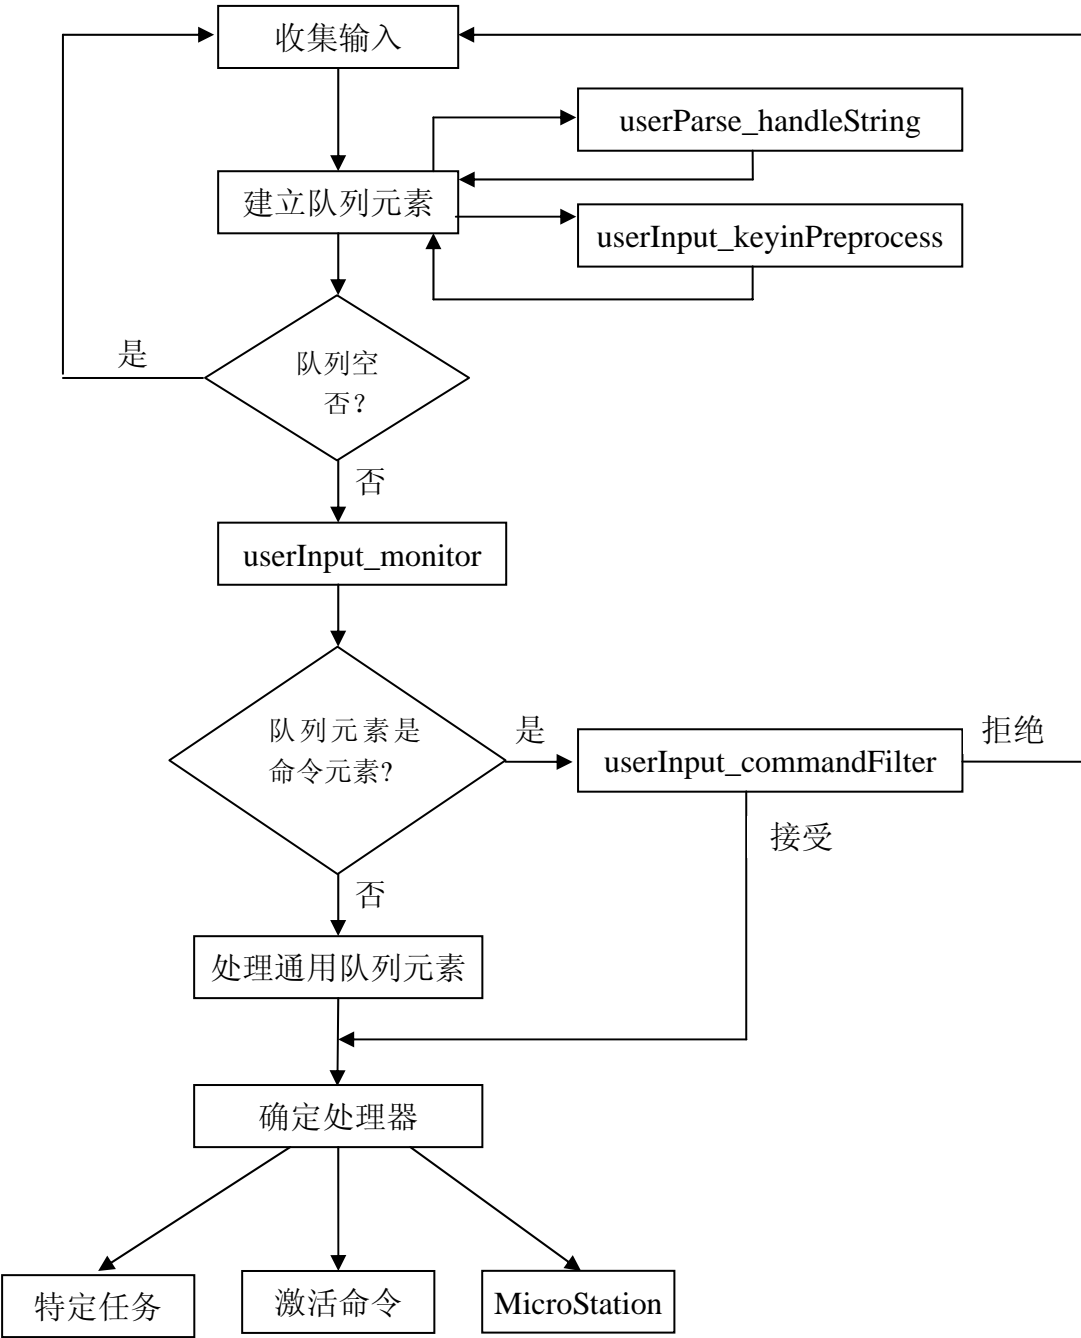 收集输入
userParse_handleString
建立队列元素
userInput_keyinPreprocess
是
队列空
否？
否
userInput_monitor
队列元素是
命令元素?
是
userInput_commandFilter
拒绝
接受
否
处理通用队列元素
确定处理器
特定任务
激活命令
MicroStation